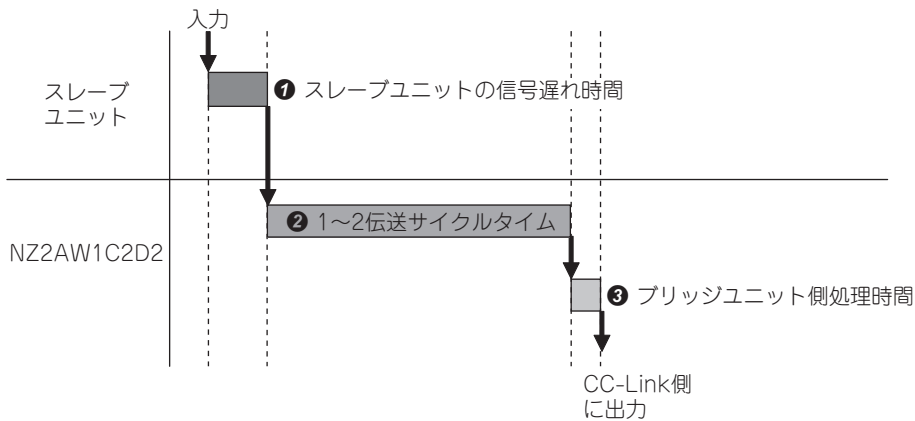 入力
スレーブ
ユニット
❶ スレーブユニットの信号遅れ時間
❷ 1～2伝送サイクルタイム
NZ2AW1C2D2
❸ ブリッジユニット側処理時間
CC-Link側
に出力